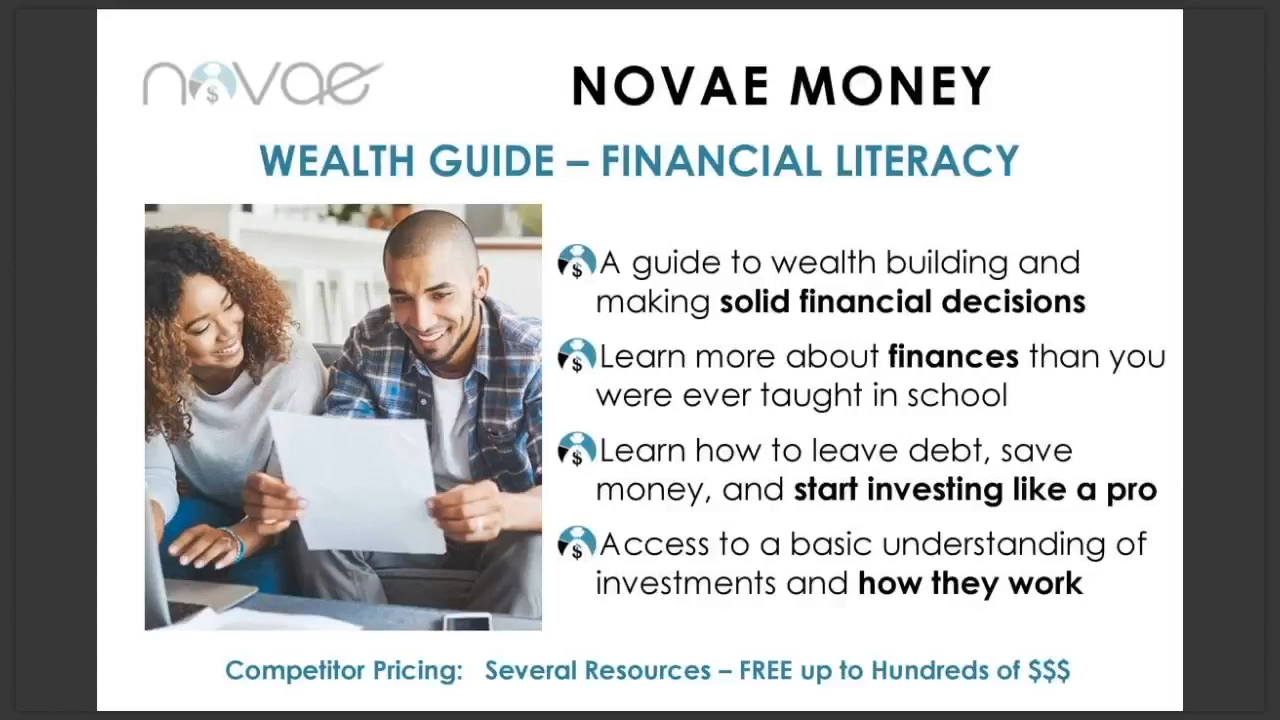 novae
NOVAE MONEY
WEALTH GUIDE – FINANCIAL LITERACY
A guide to wealth building and
making solid financial decisions
Learn more about finances than you
were ever taught in school
Learn how to leave debt, save
money, and start investing like a pro
Access to a basic understanding of
investments and how they work
Competitor Pricing: Several Resources – FREE up to Hundreds of $$$